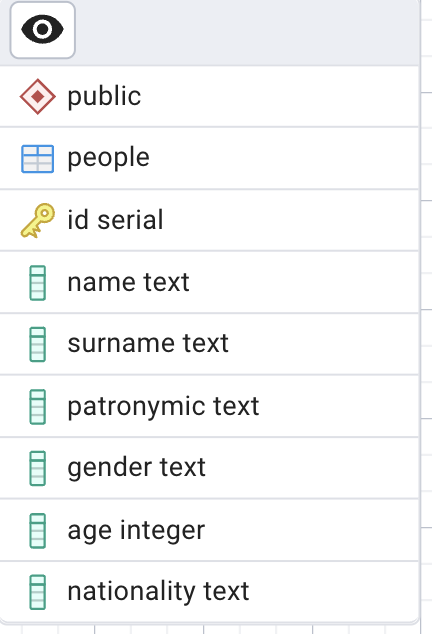 public
people
id serial
name text
surname text
patronymic text
gender text
age integer
nationality text